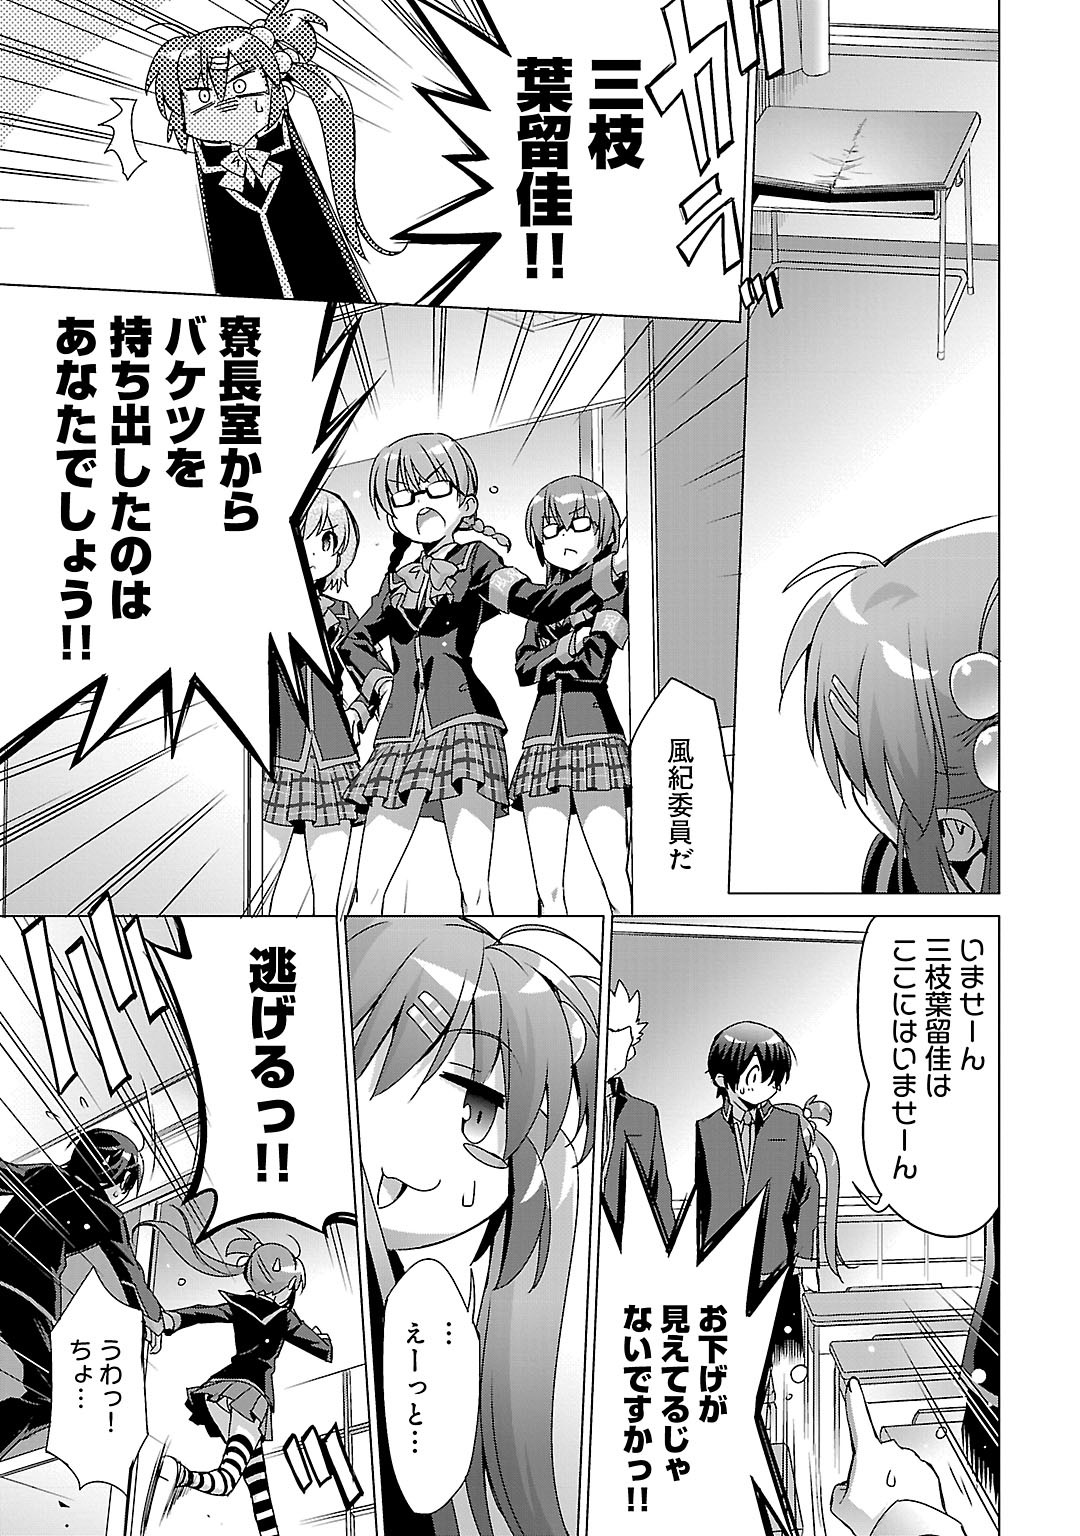 ガラッ
三枝
葉留佳!!
寮長室から
バケツを
持ち出したのは
あなたでしょう!!
風
風
風紀委員だ
いませーん
三枝葉留佳は
ここにはいませーん
お下げが
見えてるじゃ
ないですかっ!!
…
えーっと…
逃げるっ!!
うわっ!
ちょ…